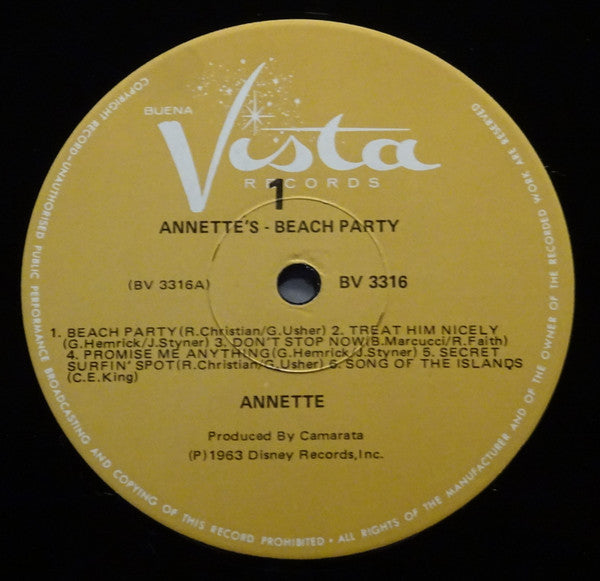 BUENA
Vista
RECORDS
1
ANNETTE'S - BEACH PARTY
(BV 3316A)
BV 3316
1. BEACH PARTY(R.Christian/G.Usher) 2. TREAT HIM NICELY
(G.Hemrick/J.Styner) 3. DON'T STOP NOW(B.Marcucci/R.Faith)
4. PROMISE ME ANYTHING(G.Hemrick/J.Styner) 5. SECRET
SURFIN' SPOT(R.Christian/G.Usher) 6. SONG OF THE ISLANDS
(C.E.King)
ANNETTE
Produced By Camarata
(P)1963 Disney Records,Inc.
COPYRIGHT RECORD-UNAUTHORISED PUBLIC PERFORMANCE BROADCASTING AND COPYING OF THIS RECORD PROHIBITED • ALL RIGHTS OF THE MANUFACTURER AND OF THE OWNER OF THE RECORDED WORK ARE RESERVED